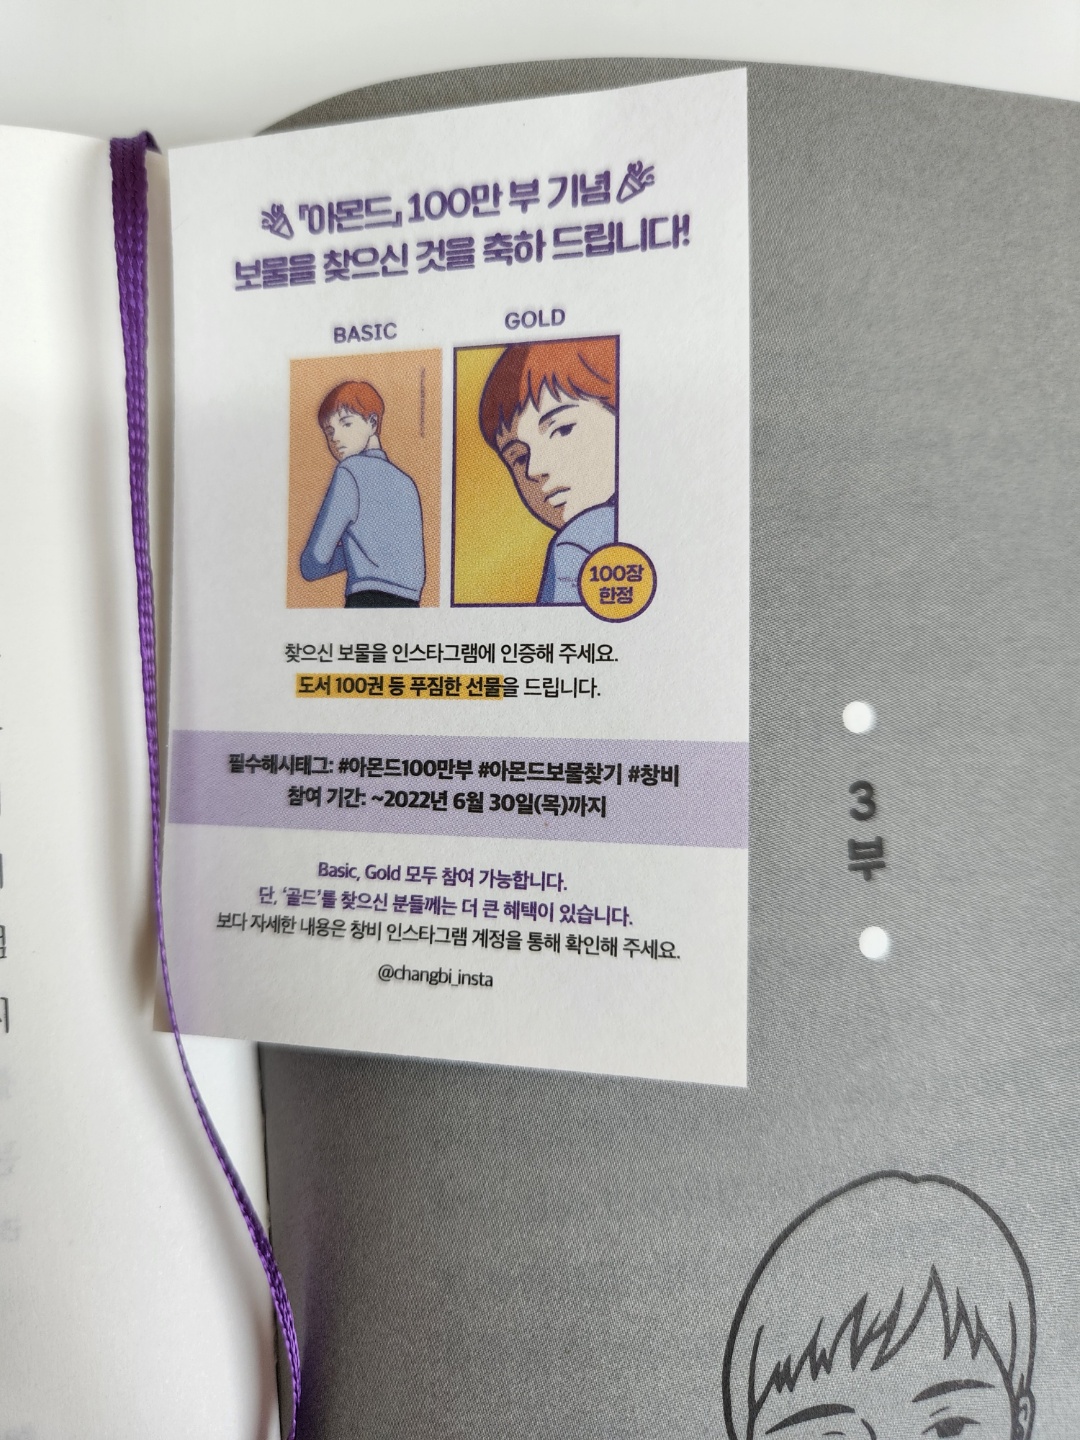 『아몬드』 100만 부 기념
보물을 찾으신 것을 축하 드립니다!
BASIC
GOLD
100장
한정
찾으신 보물을 인스타그램에 인증해 주세요.
도서 100권 등 푸짐한 선물을 드립니다.
필수해시태그: #아몬드100만부 #아몬드보물찾기 #창비
참여 기간: ~2022년 6월 30일(목)까지
Basic, Gold 모두 참여 가능합니다.
단, '골드'를 찾으신 분들께는 더 큰 혜택이 있습니다.
보다 자세한 내용은 창비 인스타그램 계정을 통해 확인해 주세요.
@changbi_insta
3
부